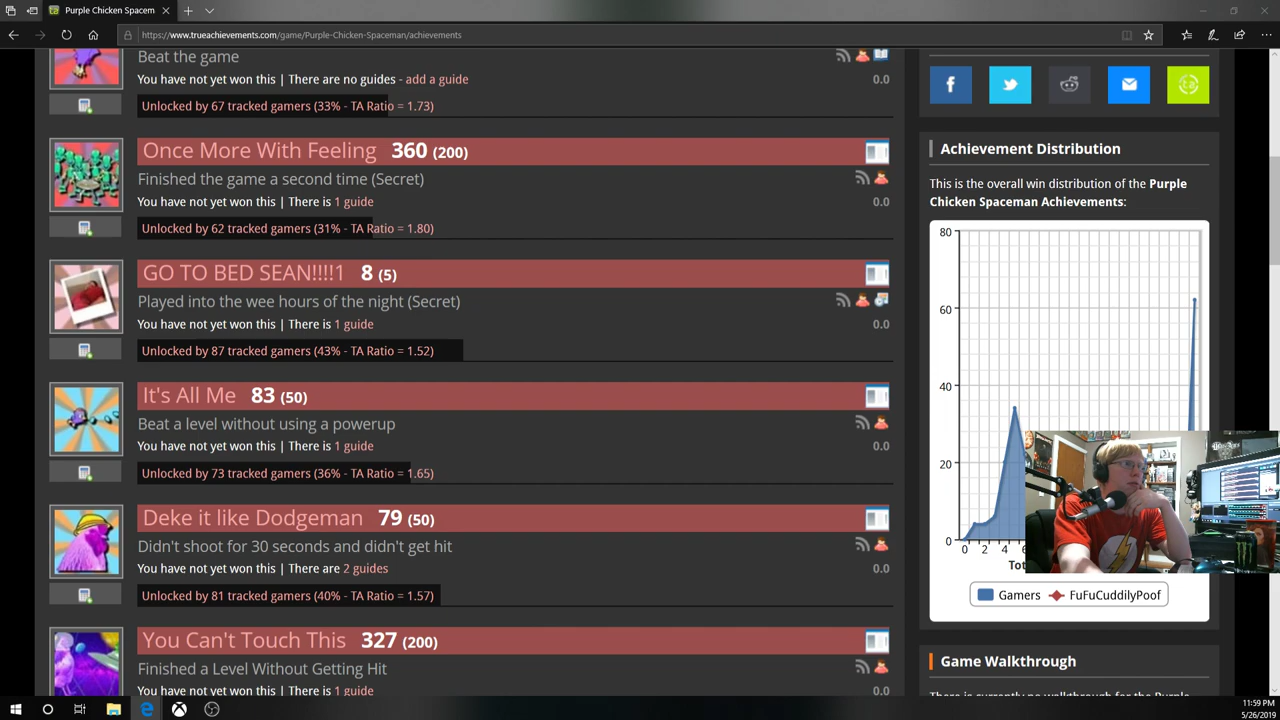 Purple Chicken Spacem
https://www.trueachievements.com/game/Purple-Chicken-Spaceman/achievements
Beat the game
You have not yet won this | There are no guides - add a guide
0.0
Unlocked by 67 tracked gamers (33% - TA Ratio = 1.73)
Once More With Feeling 360 (200)
Finished the game a second time (Secret)
You have not yet won this | There is 1 guide
0.0
Unlocked by 62 tracked gamers (31% - TA Ratio = 1.80)
GO TO BED SEAN!!!!1 8 (5)
Played into the wee hours of the night (Secret)
You have not yet won this | There is 1 guide
0.0
Unlocked by 87 tracked gamers (43% - TA Ratio = 1.52)
It's All Me 83 (50)
Beat a level without using a powerup
You have not yet won this | There is 1 guide
0.0
Unlocked by 73 tracked gamers (36% - TA Ratio = 1.65)
Deke it like Dodgeman 79 (50)
Didn't shoot for 30 seconds and didn't get hit
You have not yet won this | There are 2 guides
0.0
Unlocked by 81 tracked gamers (40% - TA Ratio = 1.57)
You Can't Touch This 327 (200)
Finished a Level Without Getting Hit
You have not yet won this | There is 1 guide
0.0
Achievement Distribution
This is the overall win distribution of the Purple
Chicken Spaceman Achievements:
80
60
40
20
0
0 2 4
Tot
Gamers FuFuCuddilyPoof
Game Walkthrough
There is currently no walkthrough for the Purple
11:59 PM
5/26/2019